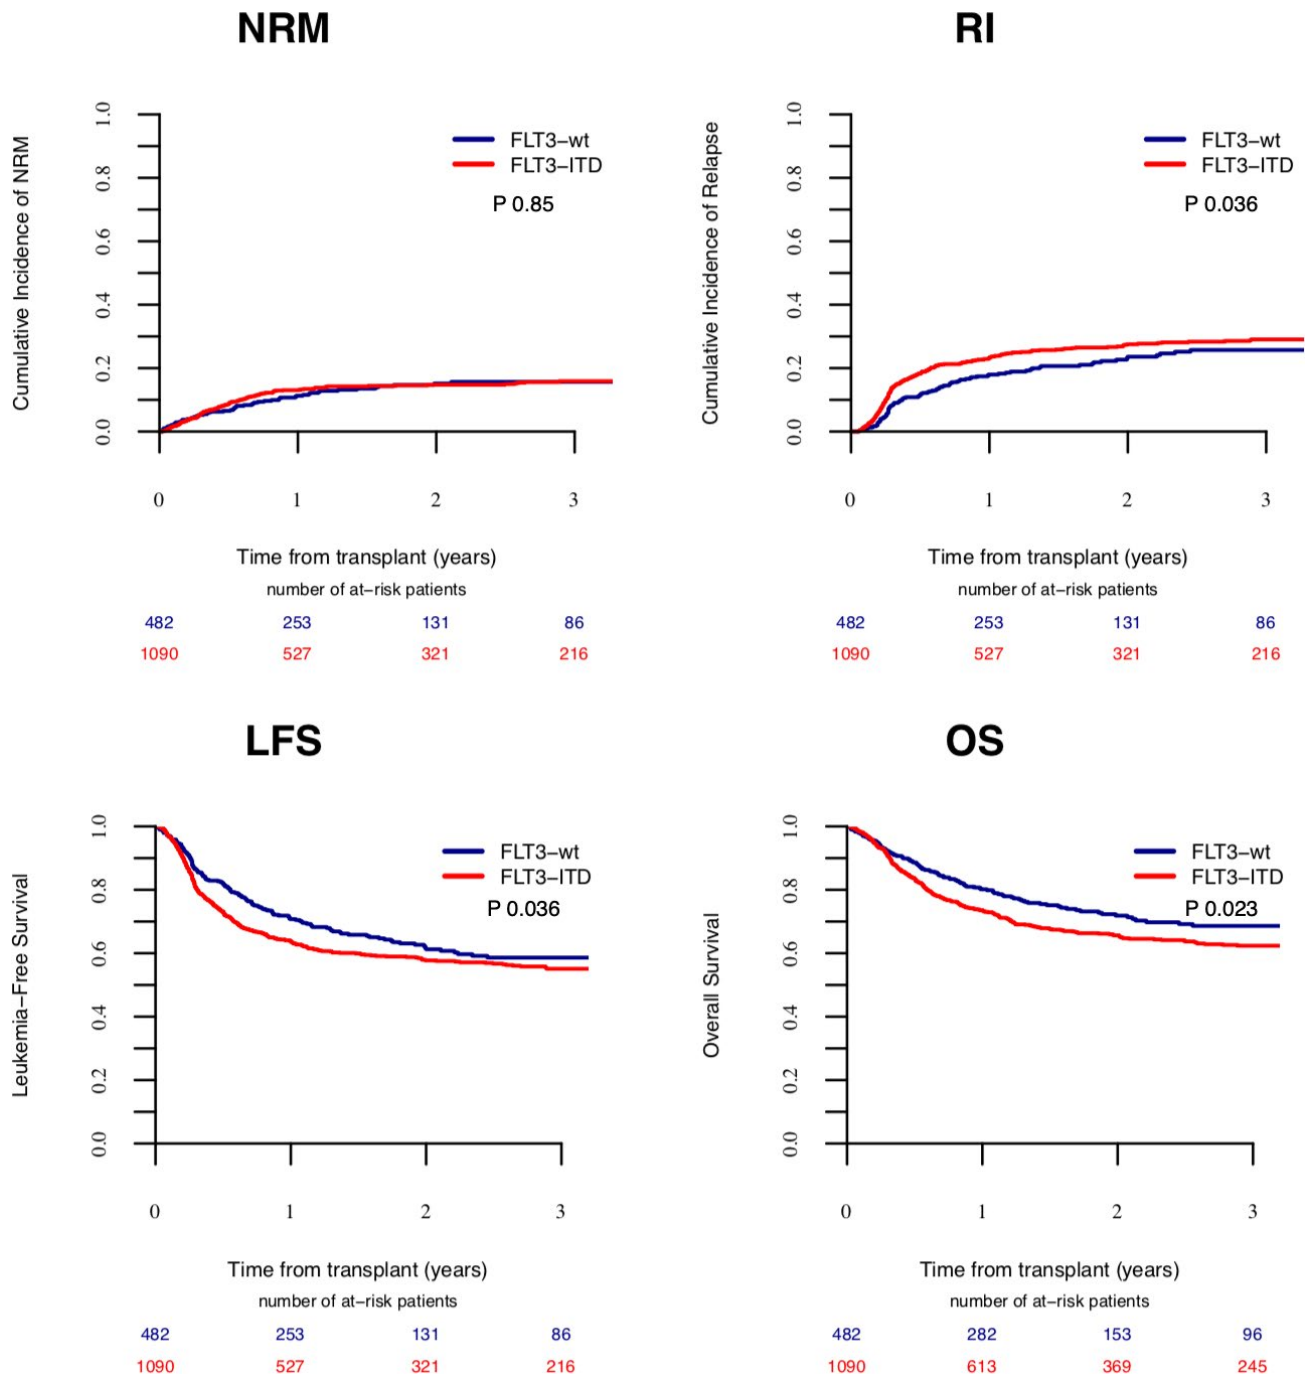 NRM
Cumulative Incidence of NRM
1.0
0.8
0.6
0.4
0.2
0.0
FLT3-wt
FLT3-ITD
P 0.85
0 1 2 3
Time from transplant (years)
number of at-risk patients
482 253 131 86
1090 527 321 216
RI
Cumulative Incidence of Relapse
1.0
0.8
0.6
0.4
0.2
0.0
FLT3-wt
FLT3-ITD
P 0.036
0 1 2 3
Time from transplant (years)
number of at-risk patients
482 253 131 86
1090 527 321 216
LFS
Leukemia-Free Survival
1.0
0.8
0.6
0.4
0.2
0.0
FLT3-wt
FLT3-ITD
P 0.036
0 1 2 3
Time from transplant (years)
number of at-risk patients
482 253 131 86
1090 527 321 216
OS
Overall Survival
1.0
0.8
0.6
0.4
0.2
0.0
FLT3-wt
FLT3-ITD
P 0.023
0 1 2 3
Time from transplant (years)
number of at-risk patients
482 282 153 96
1090 613 369 245